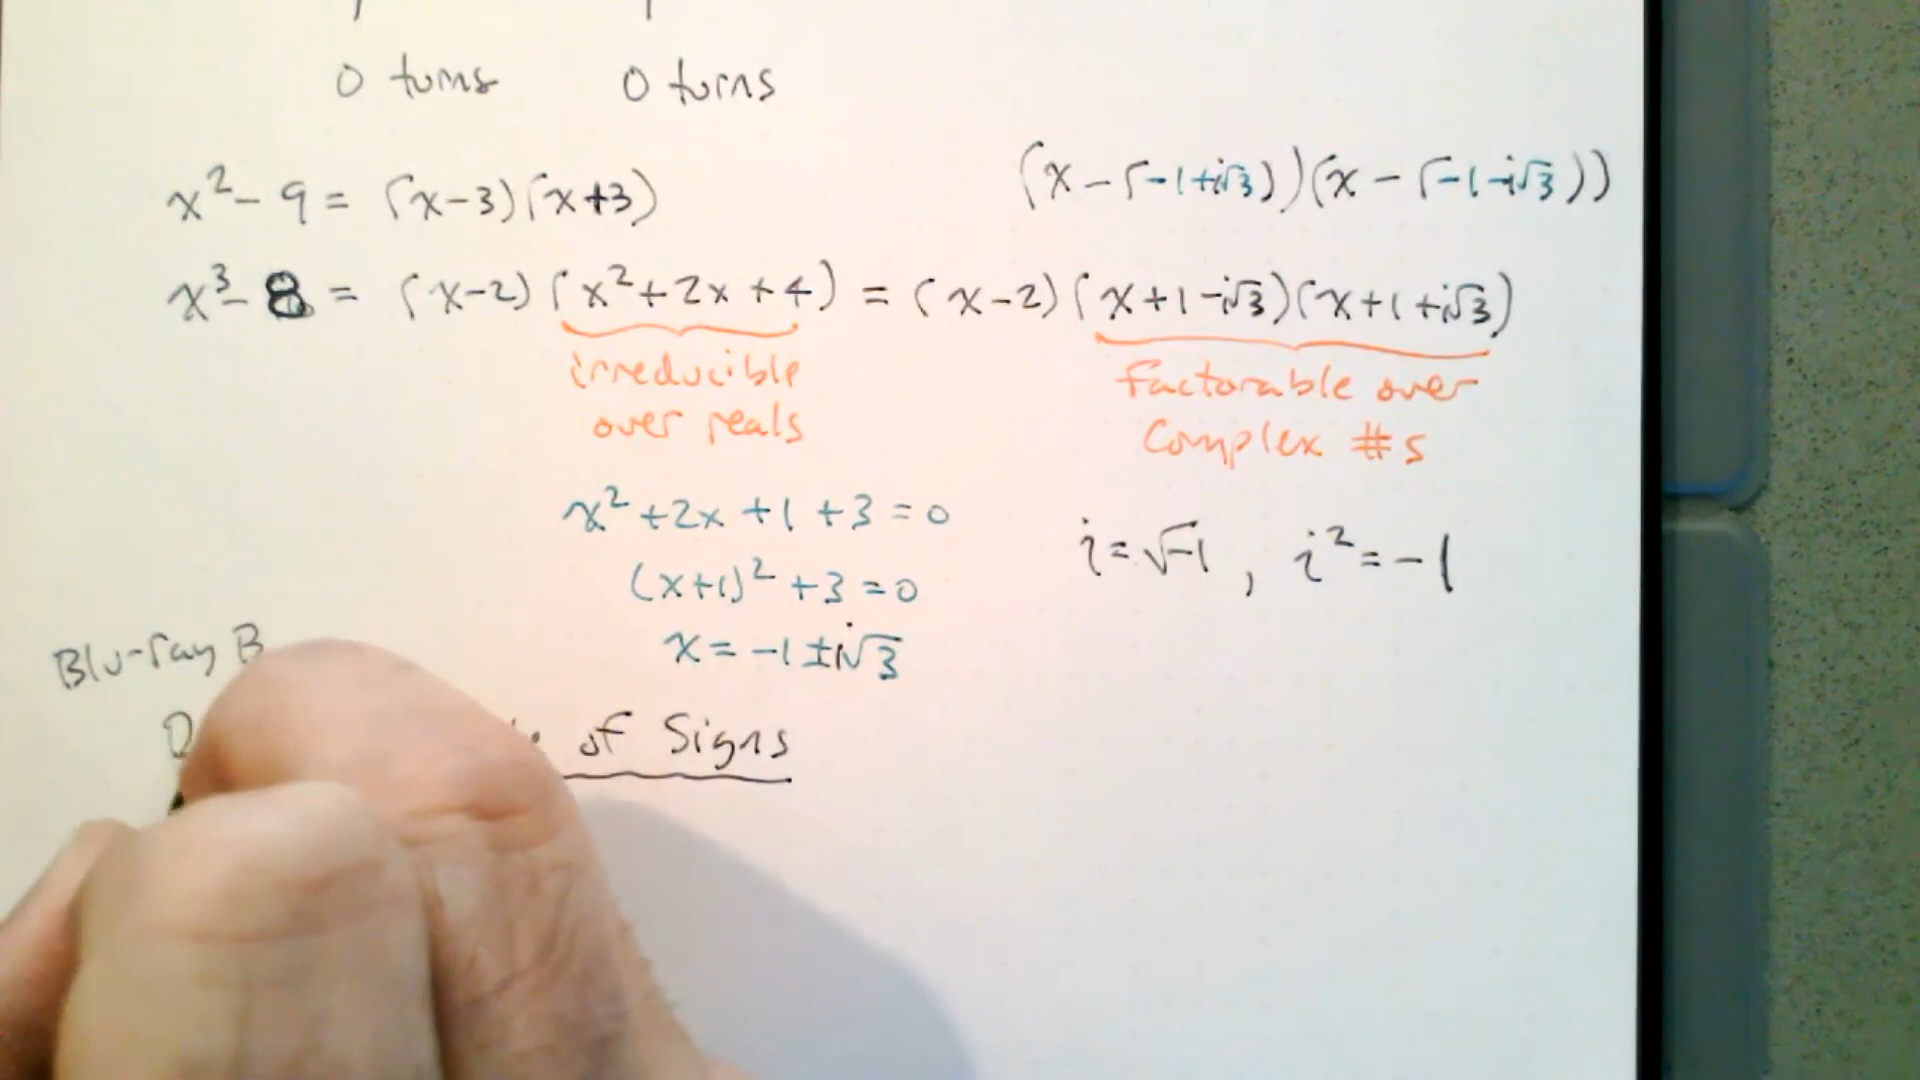 0 turns 0 turns
(x-(-1+i√3))(x-(-1-i√3))
x²-9 = (x-3)(x+3)
x³-8 = (x-2)(x²+2x+4) = (x-2)(x+1-i√3)(x+1+i√3)
irreducible
over reals
factorable over
Complex #s
x²+2x+1+3=0
i=√-1, i²=-1
(x+1)²+3=0
x=-1±i√3
Blu-ray B
of Signs